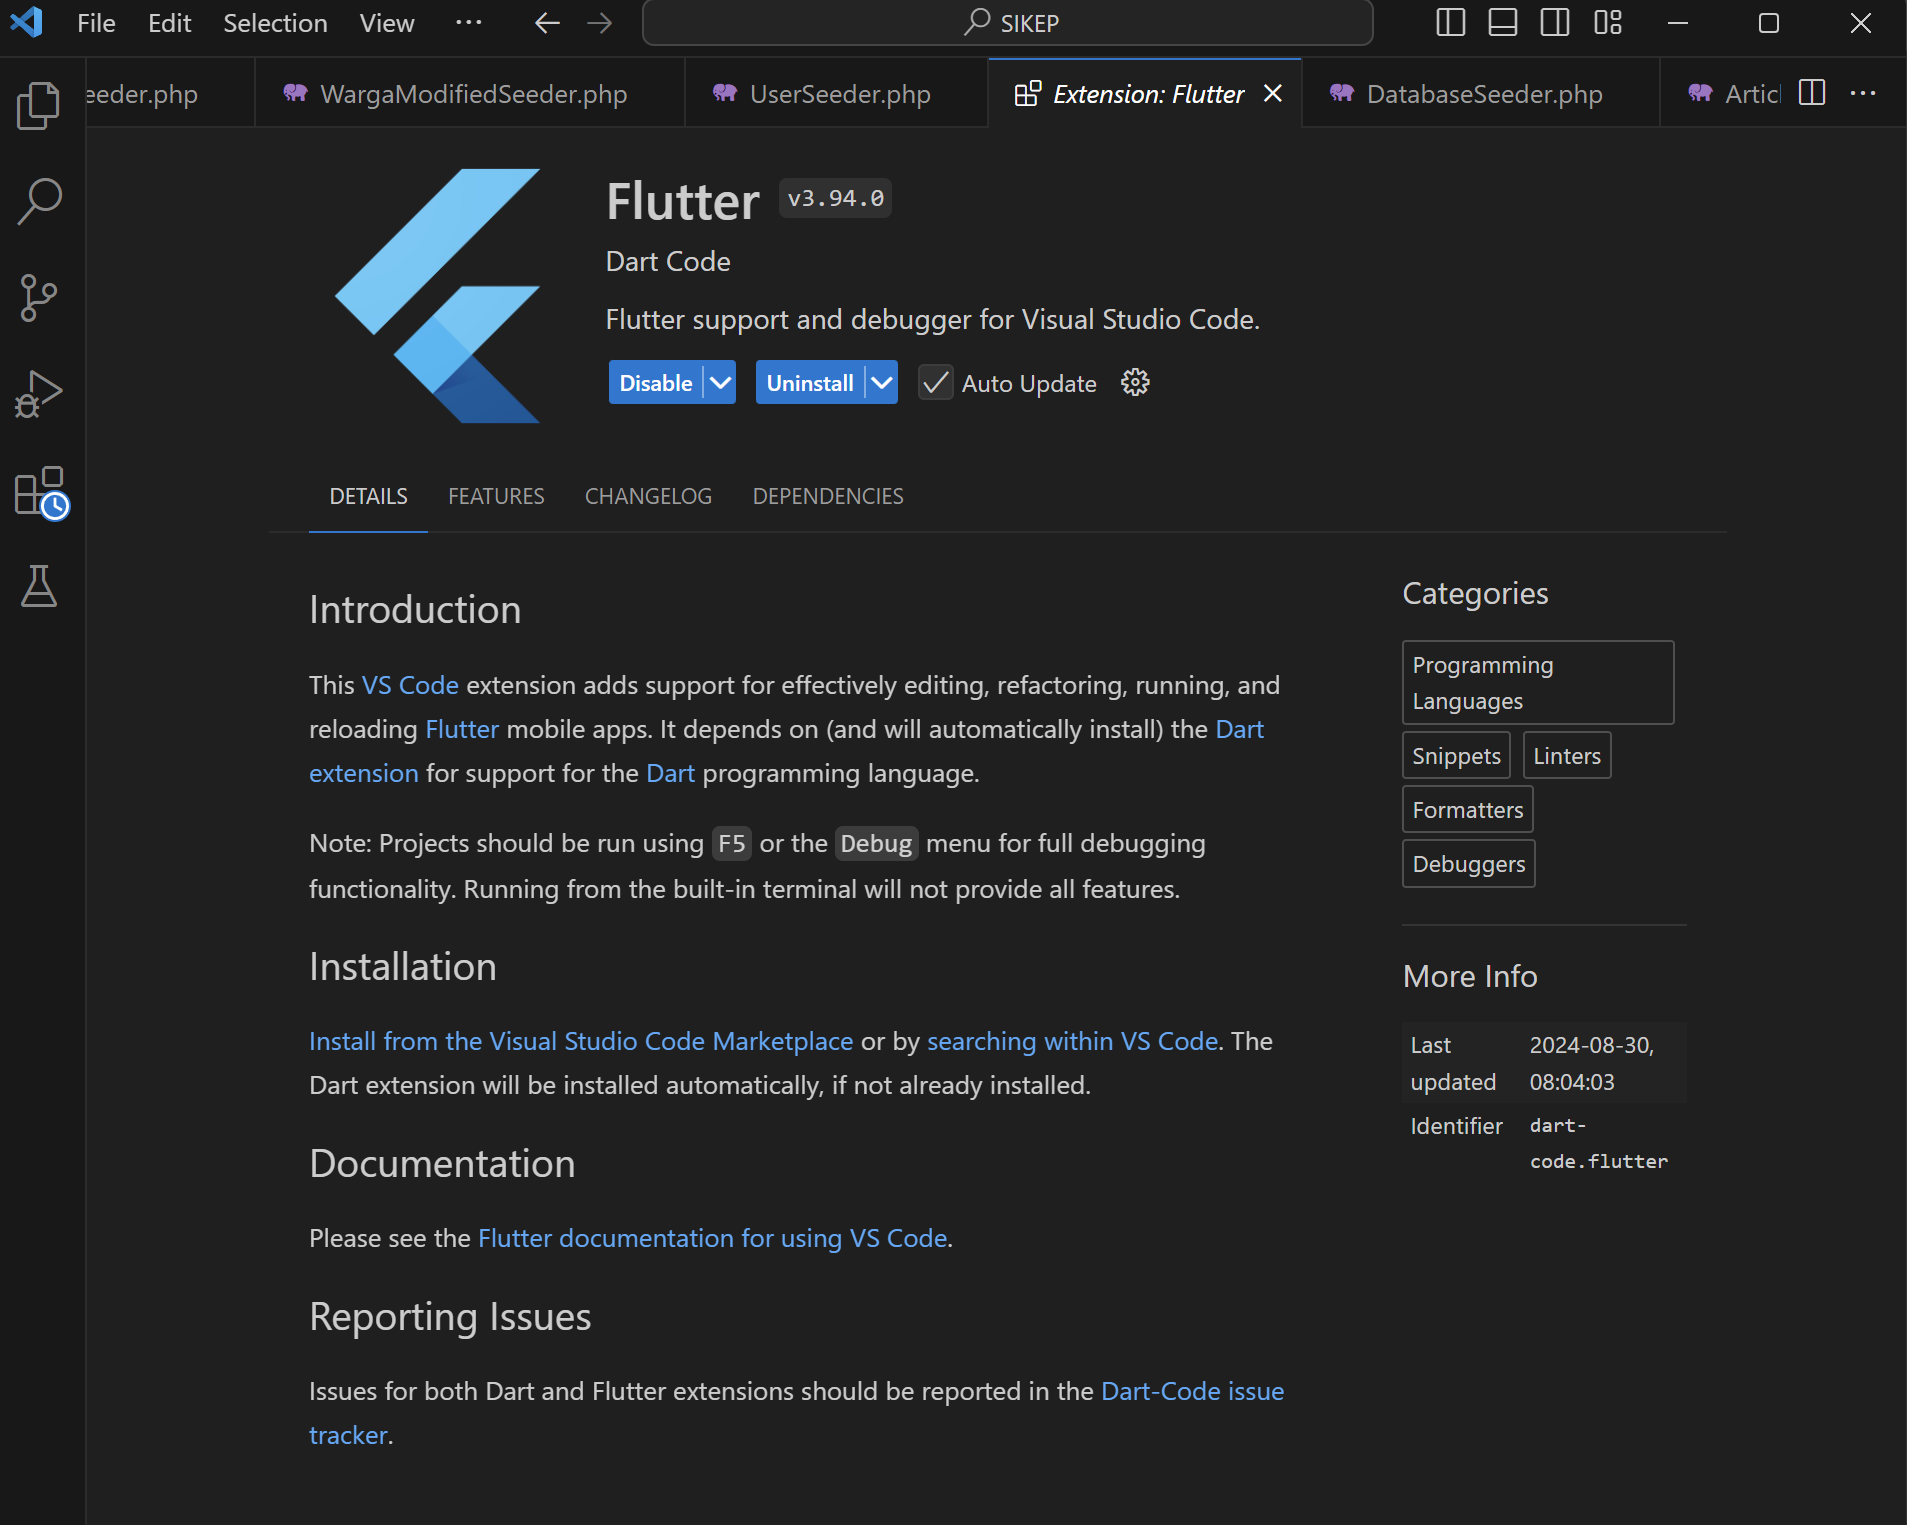 File Edit Selection View ··· SIKEP
eeder.php WargaModifiedSeeder.php UserSeeder.php Extension: Flutter DatabaseSeeder.php Artic
Flutter v3.94.0
Dart Code
Flutter support and debugger for Visual Studio Code.
Disable Uninstall Auto Update
DETAILS FEATURES CHANGELOG DEPENDENCIES
Introduction
This VS Code extension adds support for effectively editing, refactoring, running, and
reloading Flutter mobile apps. It depends on (and will automatically install) the Dart
extension for support for the Dart programming language.
Note: Projects should be run using F5 or the Debug menu for full debugging
functionality. Running from the built-in terminal will not provide all features.
Installation
Install from the Visual Studio Code Marketplace or by searching within VS Code. The
Dart extension will be installed automatically, if not already installed.
Documentation
Please see the Flutter documentation for using VS Code.
Reporting Issues
Issues for both Dart and Flutter extensions should be reported in the Dart-Code issue
tracker.
Categories
Programming
Languages
Snippets Linters
Formatters
Debuggers
More Info
Last 2024-08-30,
updated 08:04:03
Identifier dart-
code.flutter